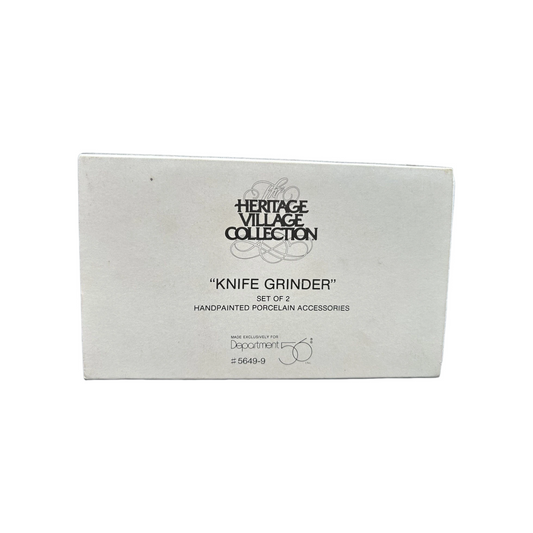 The
HERITAGE
VILLAGE
COLLECTION
"KNIFE GRINDER"
SET OF 2
HANDPAINTED PORCELAIN ACCESSORIES
MADE EXCLUSIVELY FOR
Department 56
# 5649-9